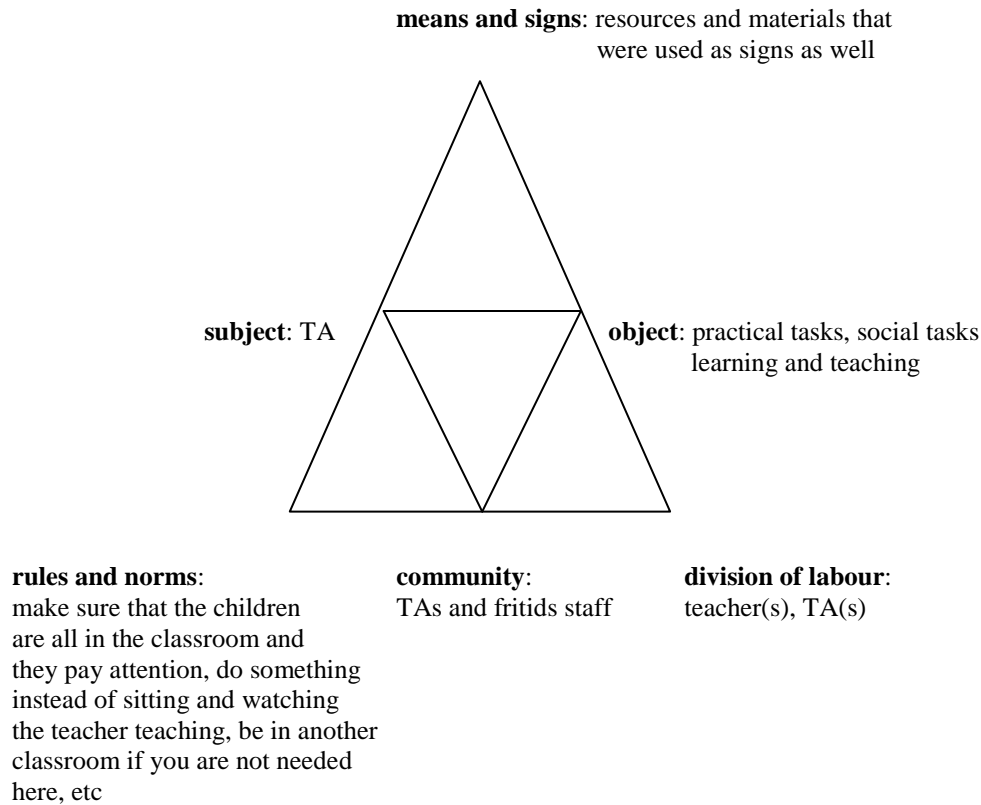 means and signs: resources and materials that
were used as signs as well
subject: TA
object: practical tasks, social tasks
learning and teaching
rules and norms:
make sure that the children
are all in the classroom and
they pay attention, do something
instead of sitting and watching
the teacher teaching, be in another
classroom if you are not needed
here, etc
community:
TAs and fritids staff
division of labour:
teacher(s), TA(s)